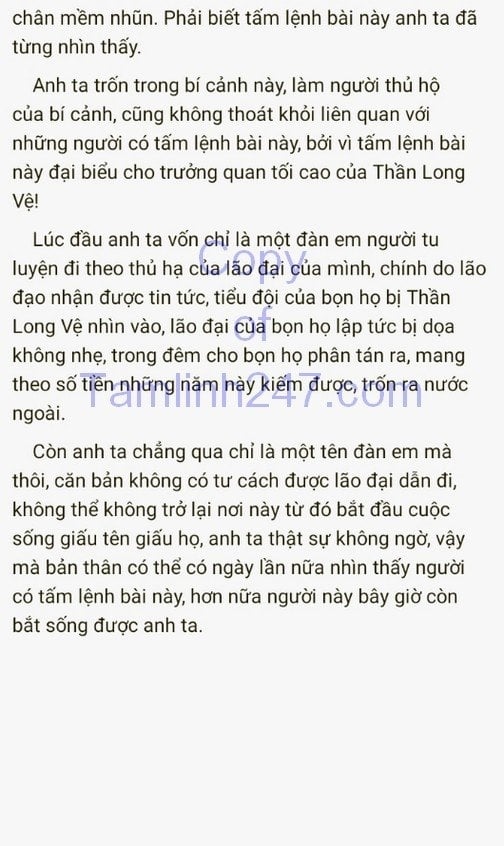 chân mềm nhũn. Phải biết tấm lệnh bài này anh ta đã
từng nhìn thấy.
Anh ta trốn trong bí cảnh này, làm người thủ hộ
của bí cảnh, cũng không thoát khỏi liên quan với
những người có tấm lệnh bài này, bởi vì tấm lệnh bài
này đại biểu cho trưởng quan tối cao của Thần Long
Vệ!
Lúc đầu anh ta vốn chỉ là một đàn em người tu
luyện đi theo thủ hạ của lão đại của mình, chính do lão
đạo nhận được tin tức, tiểu đội của bọn họ bị Thần
Long Vệ nhìn vào, lão đại của bọn họ lập tức bị dọa
không nhẹ, trong đêm cho bọn họ phân tán ra, mang
theo số tiền những năm này kiếm được, trốn ra nước
ngoài.
Còn anh ta chẳng qua chỉ là một tên đàn em mà
thôi, căn bản không có tư cách được lão đại dẫn đi,
không thể không trở lại nơi này từ đó bắt đầu cuộc
sống giấu tên giấu họ, anh ta thật sự không ngờ, vậy
mà bản thân có thể có ngày lần nữa nhìn thấy người
có tấm lệnh bài này, hơn nữa người này bây giờ còn
bắt sống được anh ta.
Copy
of
Tamlinh247.com